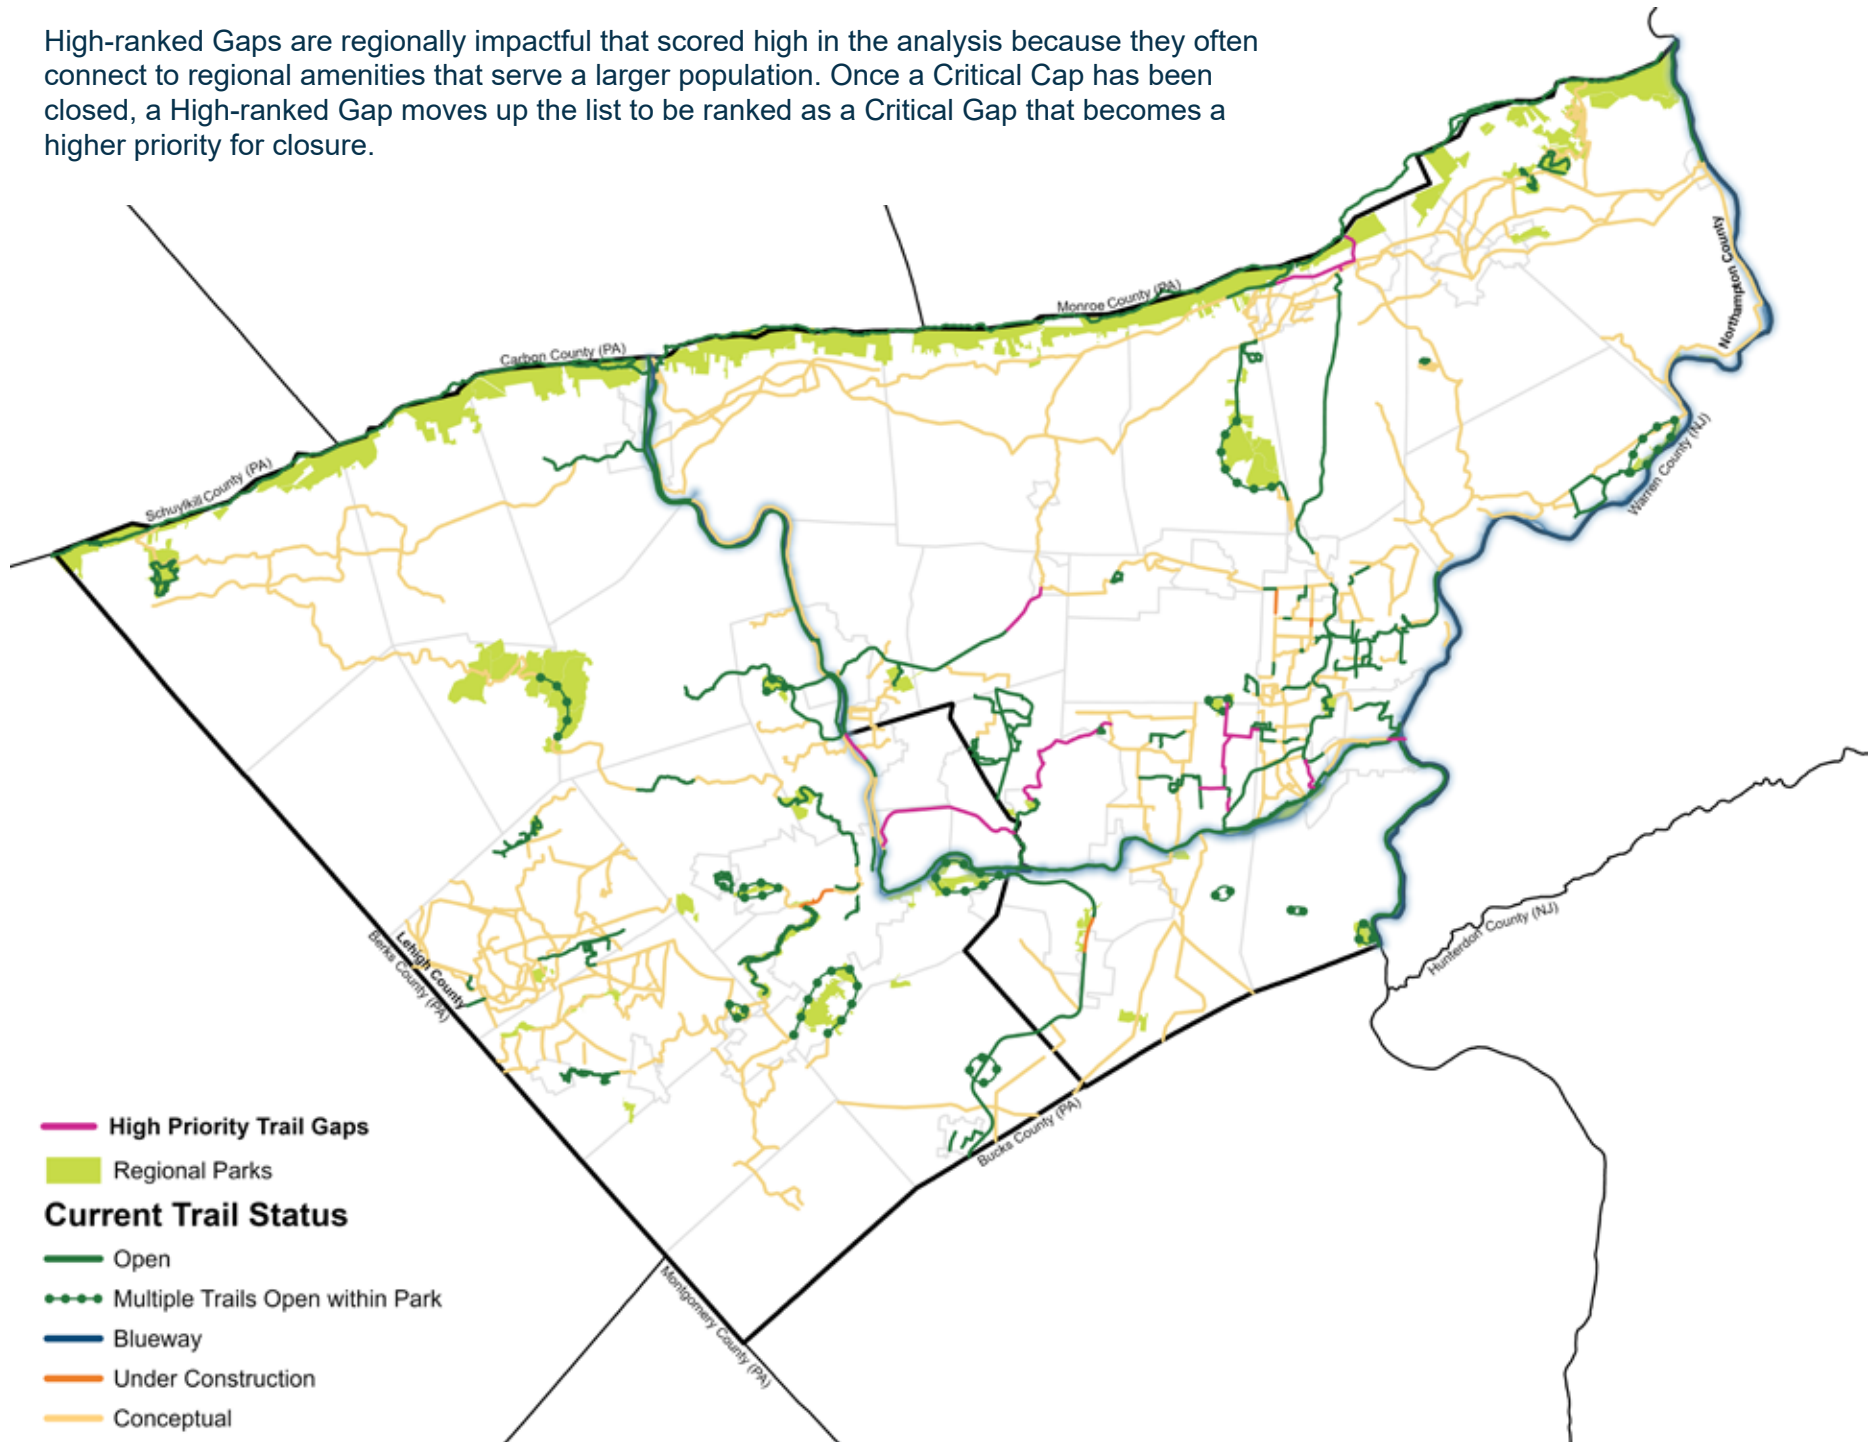 High-ranked Gaps are regionally impactful that scored high in the analysis because they often
connect to regional amenities that serve a larger population. Once a Critical Cap has been
closed, a High-ranked Gap moves up the list to be ranked as a Critical Gap that becomes a
higher priority for closure.
Northampton County
Monroe County (PA)
Carbon County (PA)
Schuylkill County (PA)
Warren County (NJ)
Hunterdon County (NJ)
Lehigh County
Berks County (PA)
Bucks County (PA)
Montgomery County (PA)
High Priority Trail Gaps
Regional Parks
Current Trail Status
Open
Multiple Trails Open within Park
Blueway
Under Construction
Conceptual